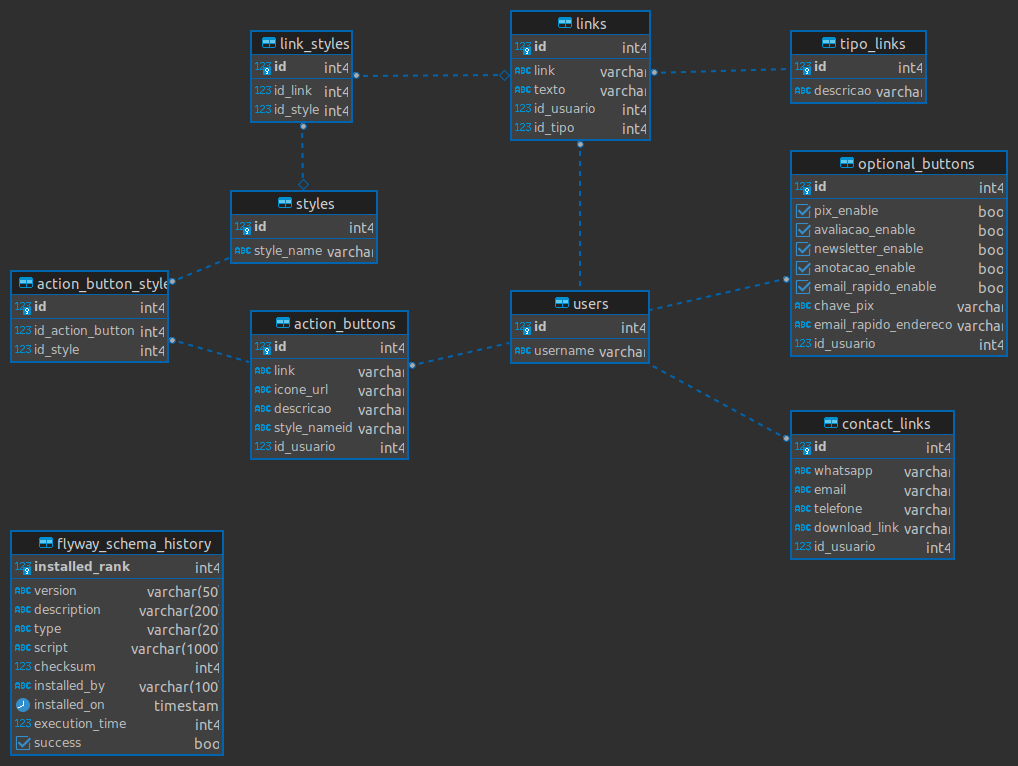 link_styles
123 id int4
123 id_link int4
123 id_style int4
links
123 id int4
ABC link varchar
ABC texto varchar
123 id_usuario int4
123 id_tipo int4
tipo_links
123 id int4
ABC descricao varchar
optional_buttons
123 id int4
pix_enable boo
avaliacao_enable boo
newsletter_enable boo
anotacao_enable boo
email_rapido_enable boo
ABC chave_pix varchar
ABC email_rapido_endereco varchar
123 id_usuario int4
styles
123 id int4
ABC style_name varchar
action_button_style
123 id int4
123 id_action_button int4
123 id_style int4
action_buttons
123 id int4
ABC link varchar
ABC icone_url varchar
ABC descricao varchar
ABC style_nameid varchar
123 id_usuario int4
users
123 id int4
ABC username varchar
contact_links
123 id int4
ABC whatsapp varchar
ABC email varchar
ABC telefone varchar
ABC download_link varchar
123 id_usuario int4
flyway_schema_history
123 installed_rank int4
ABC version varchar(50
ABC description varchar(200
ABC type varchar(20
ABC script varchar(1000
123 checksum int4
ABC installed_by varchar(100
installed_on timestam
123 execution_time int4
success boo